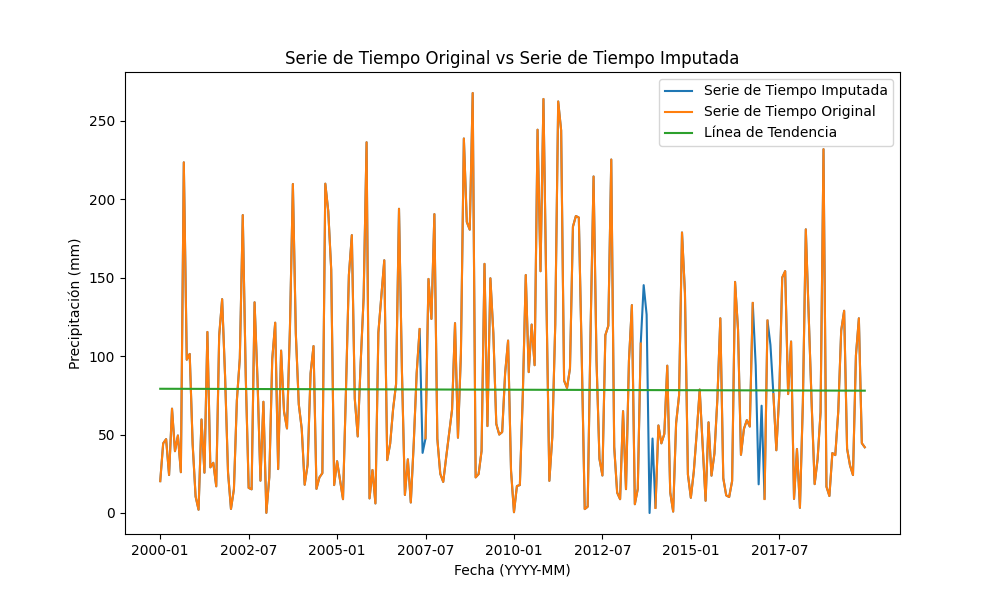 Serie de Tiempo Original vs Serie de Tiempo Imputada
Serie de Tiempo Imputada
Serie de Tiempo Original
Línea de Tendencia
Precipitación (mm)
250
200
150
100
50
0
2000-01 2002-07 2005-01 2007-07 2010-01 2012-07 2015-01 2017-07
Fecha (YYYY-MM)